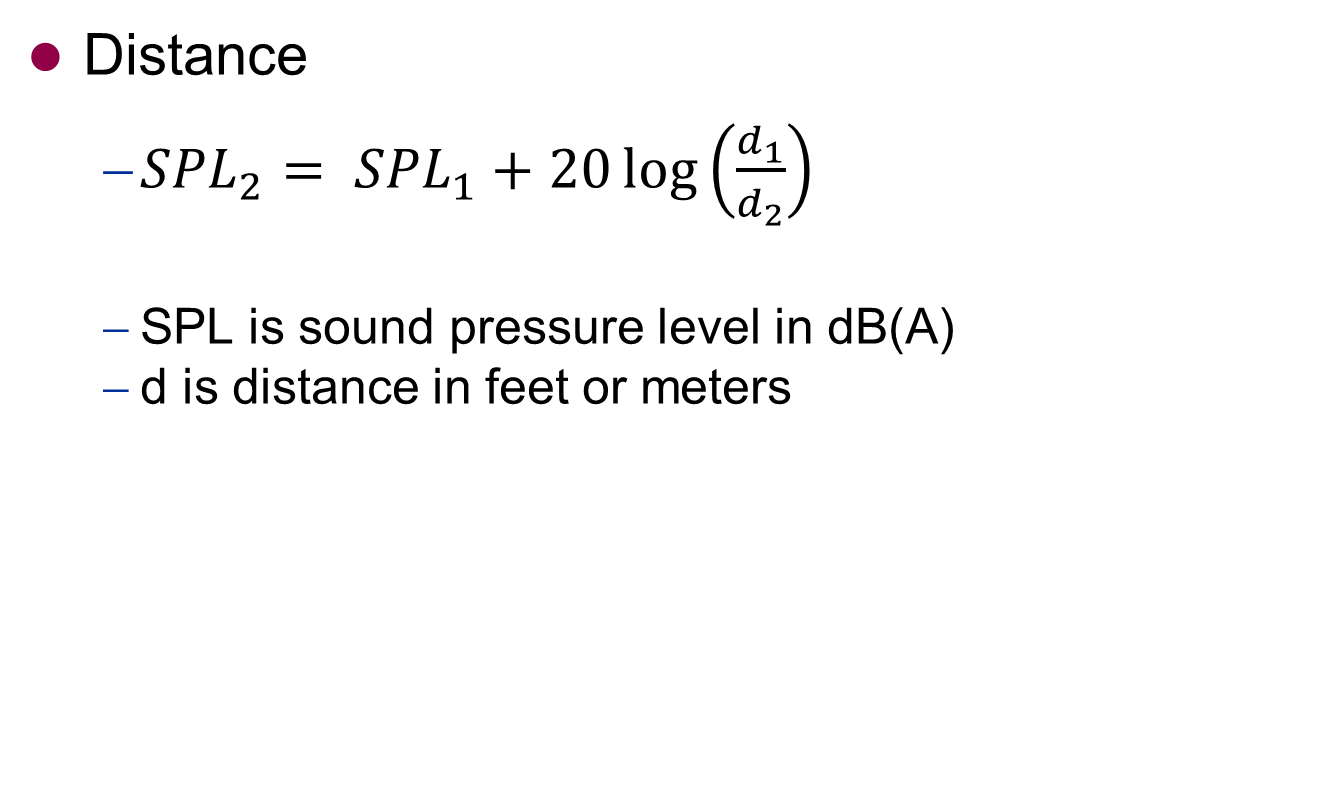 ● Distance
–SPL₂ = SPL₁ + 20 log(d₁/d₂)
– SPL is sound pressure level in dB(A)
– d is distance in feet or meters